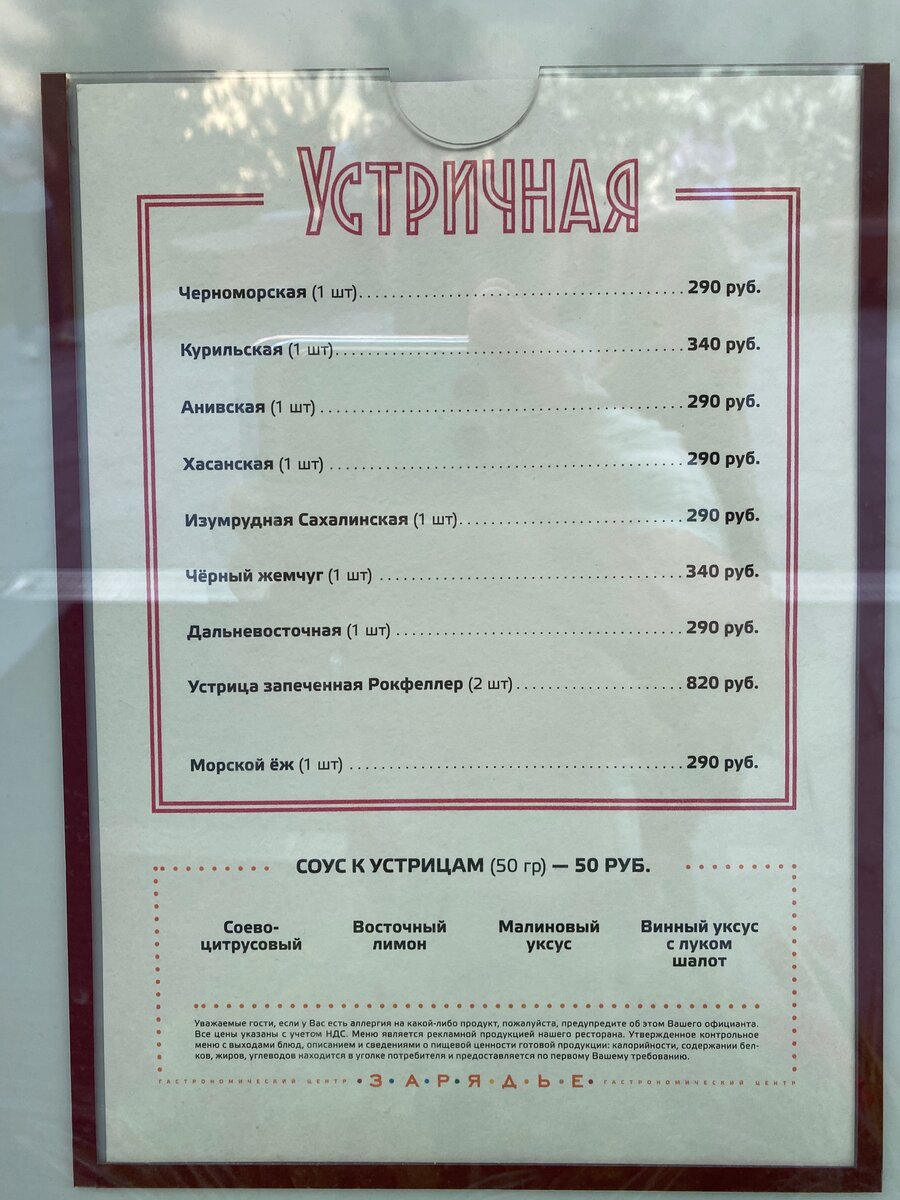 Устричная
Черноморская (1 шт) 290 руб.
Курильская (1 шт) 340 руб.
Анивская (1 шт) 290 руб.
Хасанская (1 шт) 290 руб.
Изумрудная Сахалинская (1 шт) 290 руб.
Чёрный жемчуг (1 шт) 340 руб.
Дальневосточная (1 шт) 290 руб.
Устрица запеченная Рокфеллер (2 шт) 820 руб.
Морской ёж (1 шт) 290 руб.
СОУС К УСТРИЦАМ (50 гр) — 50 РУБ.
Соево-
цитрусовый
Восточный
лимон
Малиновый
уксус
Винный уксус
с луком
шалот
Уважаемые гости, если у Вас есть аллергия на какой-либо продукт, пожалуйста, предупредите об этом Вашего официанта.
Все цены указаны с учетом НДС. Меню является рекламной продукцией нашего ресторана. Утвержденное контрольное
меню с выходами блюд, описанием и сведениями о пищевой ценности готовой продукции: калорийности, содержании бел-
ков, жиров, углеводов находится в уголке потребителя и предоставляется по первому Вашему требованию.
ГАСТРОНОМИЧЕСКИЙ ЦЕНТР • З • А • Р • Я • Д • Ь • Е • ГАСТРОНОМИЧЕСКИЙ ЦЕНТР